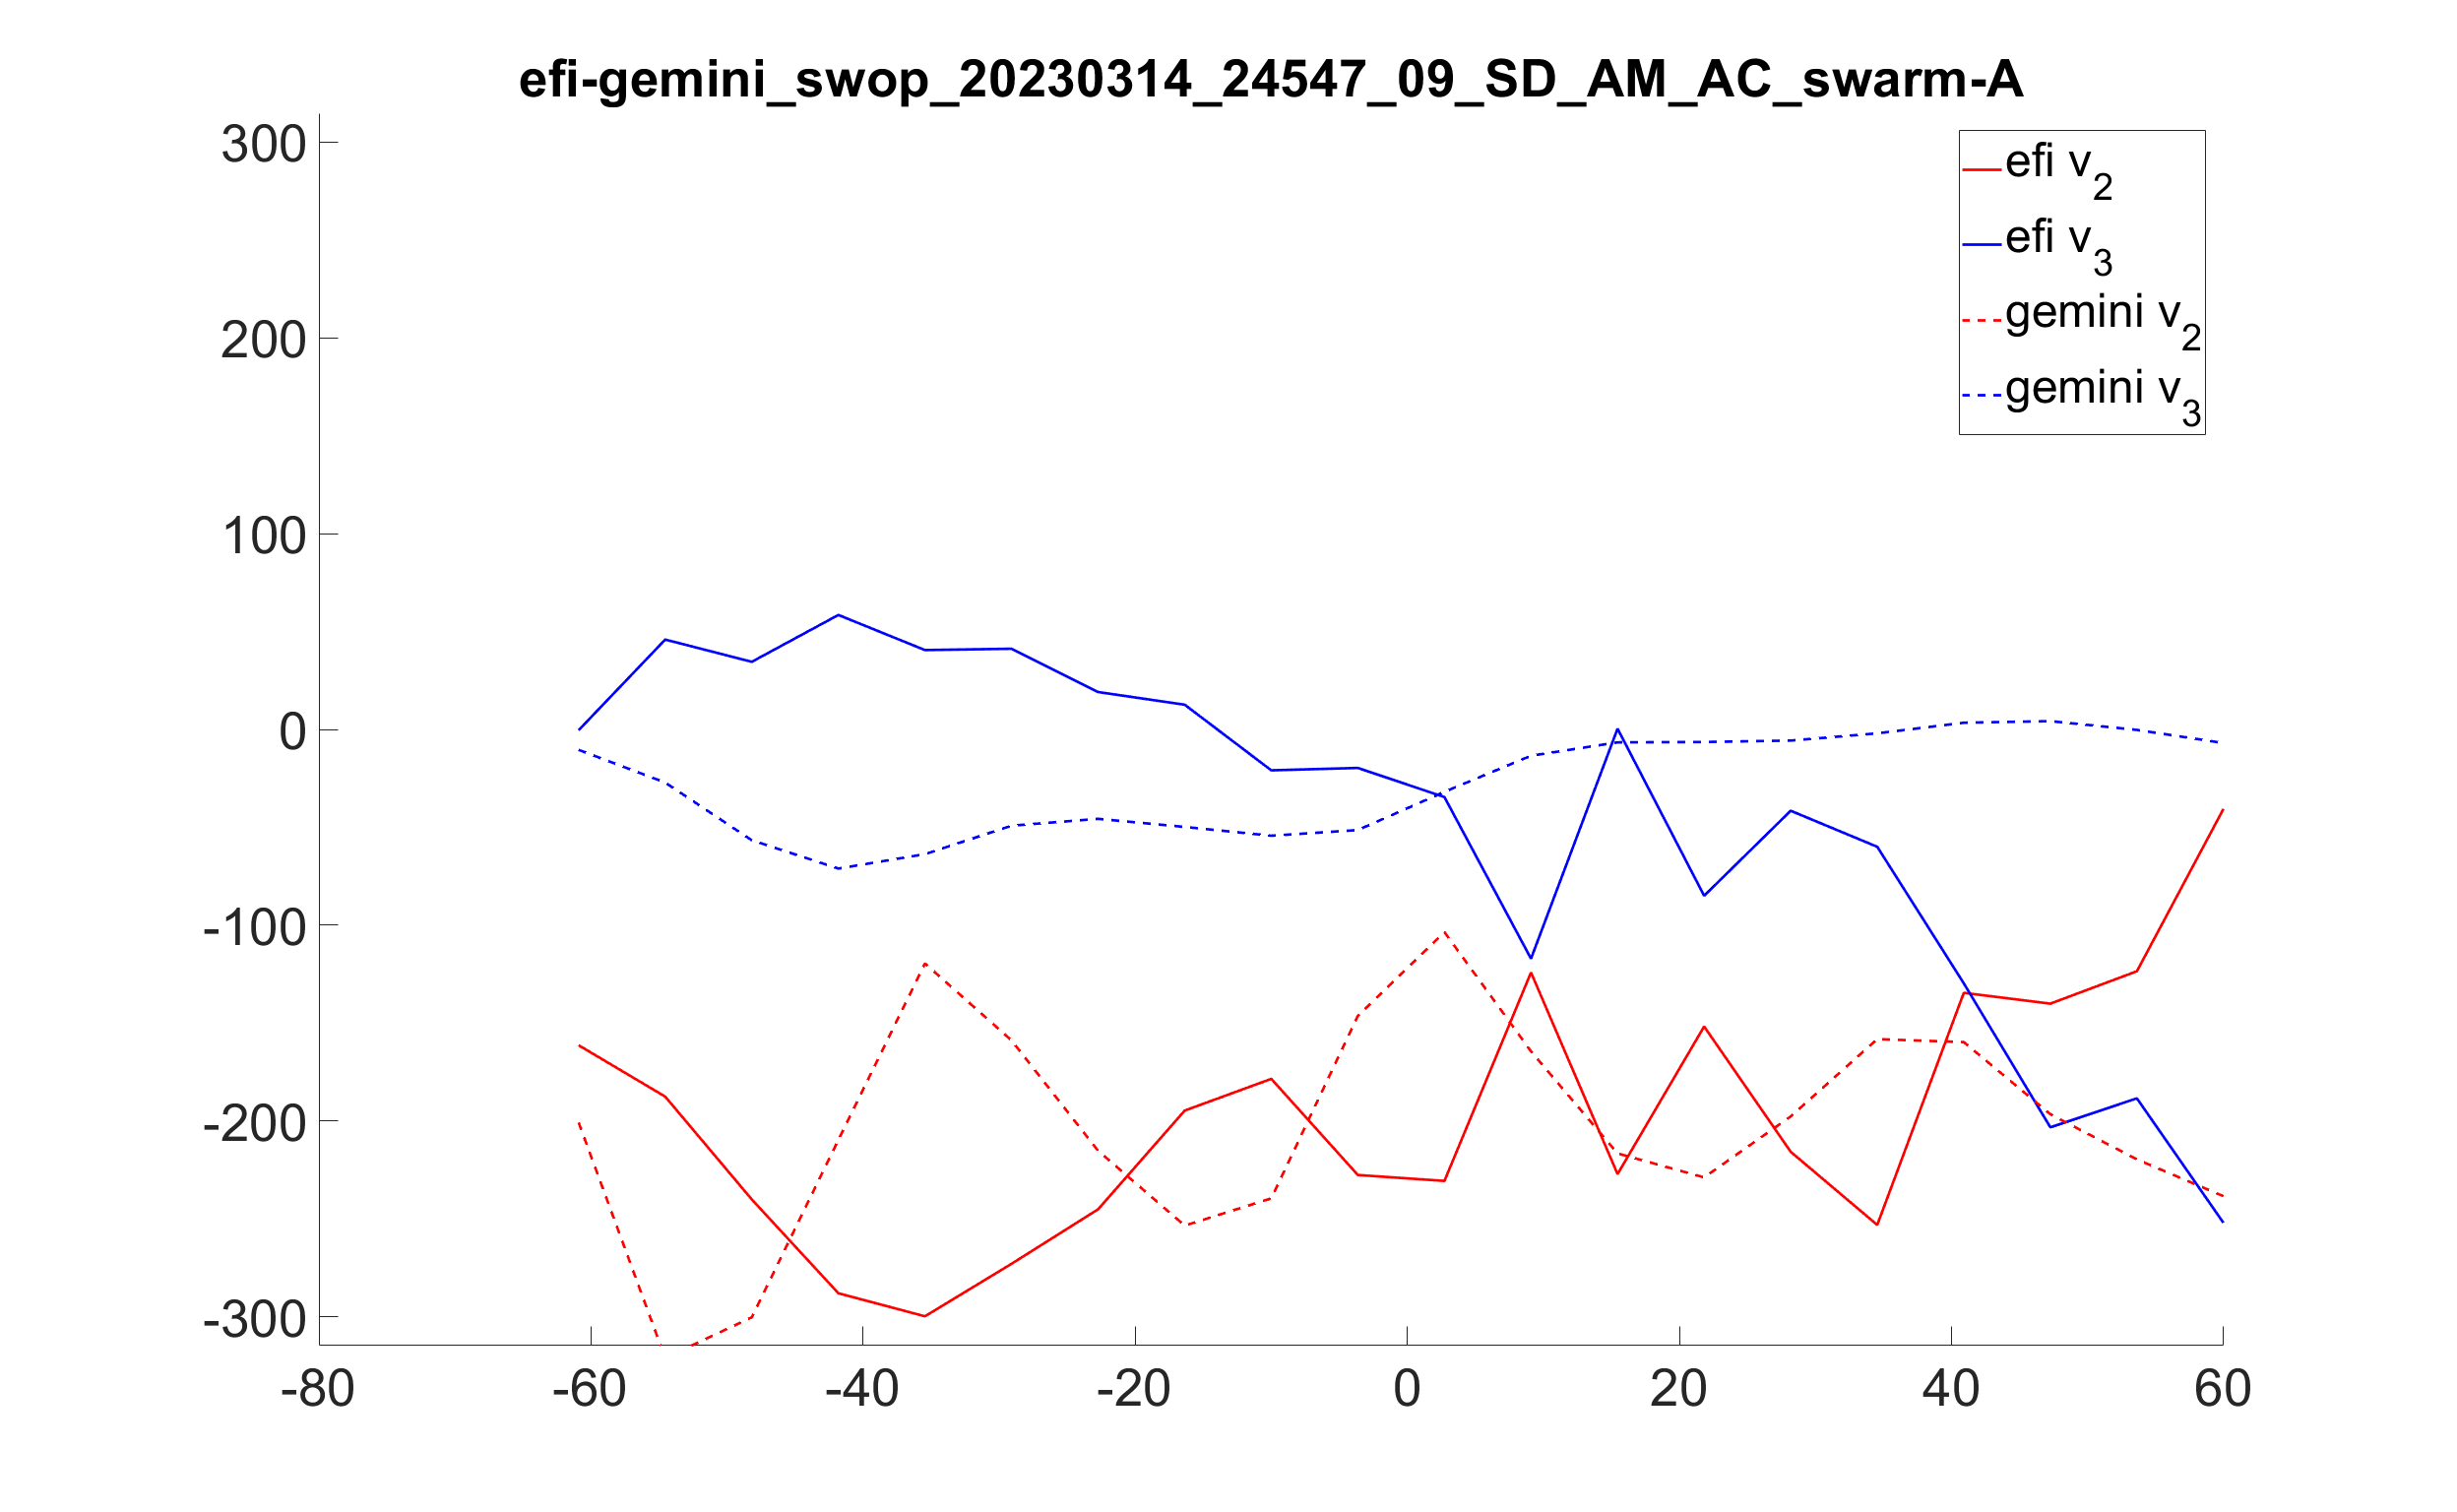 efi-gemini_swop_20230314_24547_09_SD_AM_AC_swarm-A
300
200
100
0
-100
-200
-300
-80 -60 -40 -20 0 20 40 60
efi v2
efi v3
gemini v2
gemini v3